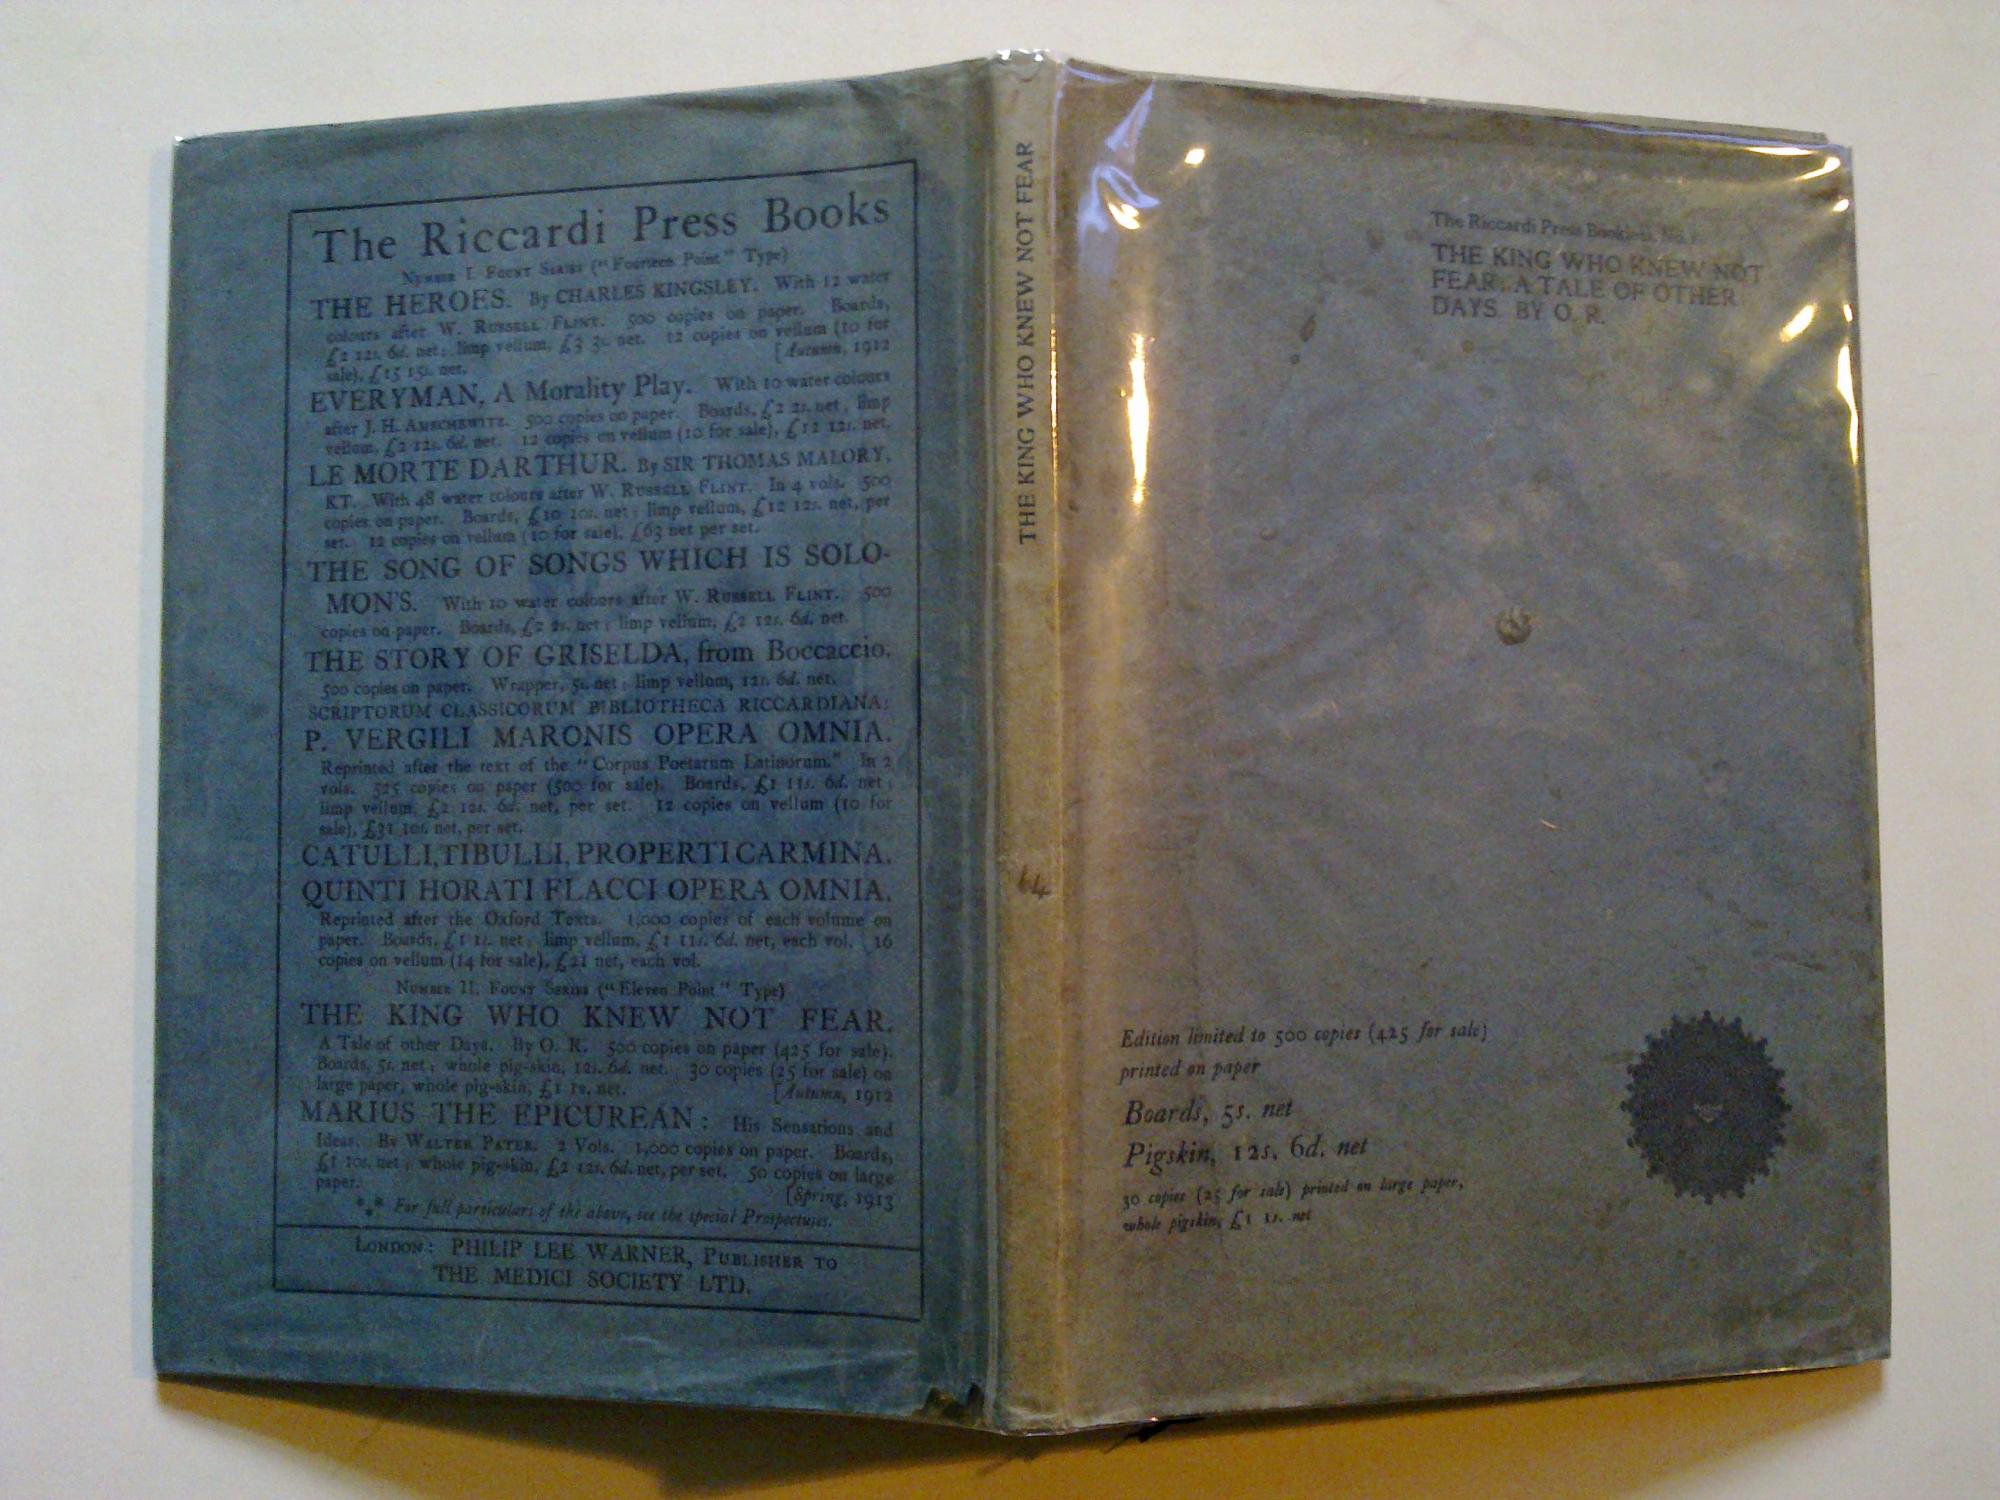 The Riccardi Press Books
NUMBER I. FOUNT SERIES ("Fourteen Point" Type)
THE HEROES. By CHARLES KINGSLEY. With 12 water
colours after W. RUSSELL FLINT. 500 copies on paper. Boards,
£2 12s. 6d. net; limp vellum, £3 3s. net. 12 copies on vellum (10 for
sale), £15 15s. net. [Autumn, 1912
EVERYMAN, A Morality Play. With 10 water colours
after J. H. AMSCHEWITZ. 500 copies on paper. Boards, £2 2s. net; limp
vellum, £2 12s. 6d. net. 12 copies on vellum (10 for sale), £12 12s. net.
LE MORTE DARTHUR. By SIR THOMAS MALORY,
KT. With 48 water colours after W. RUSSELL FLINT. In 4 vols. 500
copies on paper. Boards, £10 10s. net; limp vellum, £12 12s. net, per
set. 12 copies on vellum (10 for sale), £63 net per set.
THE SONG OF SONGS WHICH IS SOLO-
MON'S. With 10 water colours after W. RUSSELL FLINT. 500
copies on paper. Boards, £2 2s. net; limp vellum, £2 12s. 6d. net.
THE STORY OF GRISELDA, from Boccaccio.
500 copies on paper. Wrapper, 5s. net; limp vellum, 12s. 6d. net.
SCRIPTORUM CLASSICORUM BIBLIOTHECA RICCARDIANA:
P. VERGILI MARONIS OPERA OMNIA.
Reprinted after the text of the "Corpus Poetarum Latinorum." In 2
vols. 525 copies on paper (500 for sale). Boards, £1 11s. 6d. net;
limp vellum, £2 12s. 6d. net, per set. 12 copies on vellum (10 for
sale), £31 10s. net, per set.
CATULLI, TIBULLI, PROPERTI CARMINA.
QUINTI HORATI FLACCI OPERA OMNIA.
Reprinted after the Oxford Texts. 1,000 copies of each volume on
paper. Boards, £1 1s. net; limp vellum, £1 11s. 6d. net, each vol. 16
copies on vellum (14 for sale), £21 net, each vol.
NUMBER II. FOUNT SERIES ("Eleven Point" Type)
THE KING WHO KNEW NOT FEAR.
A Tale of other Days. By O. R. 500 copies on paper (425 for sale).
Boards, 5s. net; whole pig-skin, 12s. 6d. net. 30 copies (25 for sale) on
large paper, whole pig-skin, £1 1s. net. [Autumn, 1912
MARIUS THE EPICUREAN: His Sensations and
Ideas. By WALTER PATER. 2 Vols. 1,000 copies on paper. Boards,
£1 10s. net; whole pig-skin, £2 12s. 6d. net, per set. 50 copies on large
paper. [Spring, 1913
*** For full particulars of the above, see the special Prospectuses.
LONDON: PHILIP LEE WARNER, PUBLISHER TO
THE MEDICI SOCIETY LTD.
THE KING WHO KNEW NOT FEAR
64
The Riccardi Press Booklets. No.
THE KING WHO KNEW NOT
FEAR: A TALE OF OTHER
DAYS. BY O. R.
Edition limited to 500 copies (425 for sale)
printed on paper
Boards, 5s. net
Pigskin, 12s. 6d. net
30 copies (25 for sale) printed on large paper,
whole pigskin, £1 1s. net